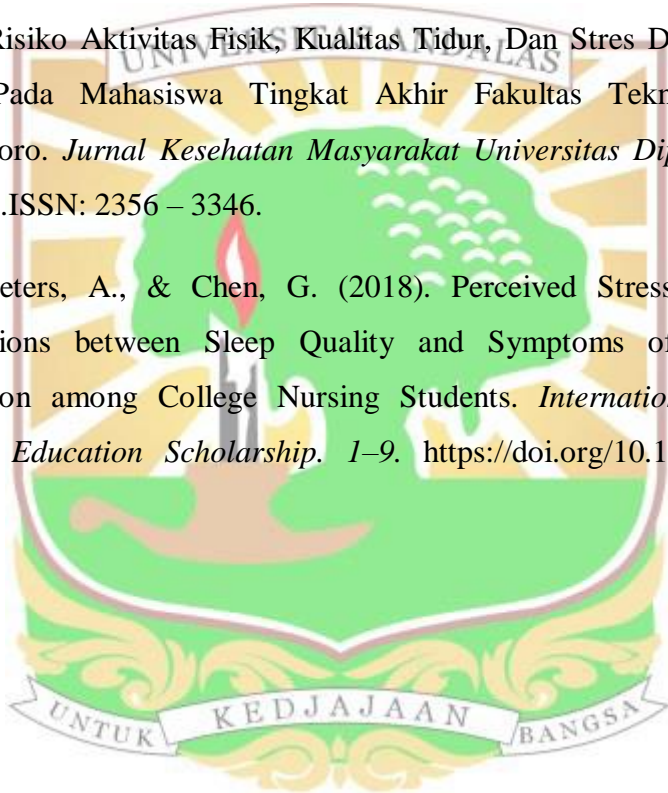 Risiko Aktivitas Fisik, Kualitas Tidur, Dan Stres D
UNIVERSITAS ANDALAS
Pada Mahasiswa Tingkat Akhir Fakultas Tekn
oro. Jurnal Kesehatan Masyarakat Universitas Dip
.ISSN: 2356 – 3346.
eters, A., & Chen, G. (2018). Perceived Stress
ions between Sleep Quality and Symptoms of
on among College Nursing Students. Internatio
Education Scholarship. 1–9. https://doi.org/10.1
UNTUK KEDJAJAAN BANGSA